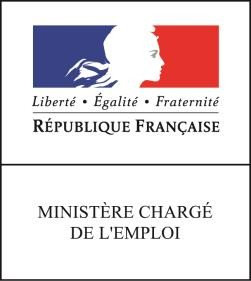 Liberté • Égalité • Fraternité
RÉPUBLIQUE FRANÇAISE
MINISTÈRE CHARGÉ
DE L'EMPLOI